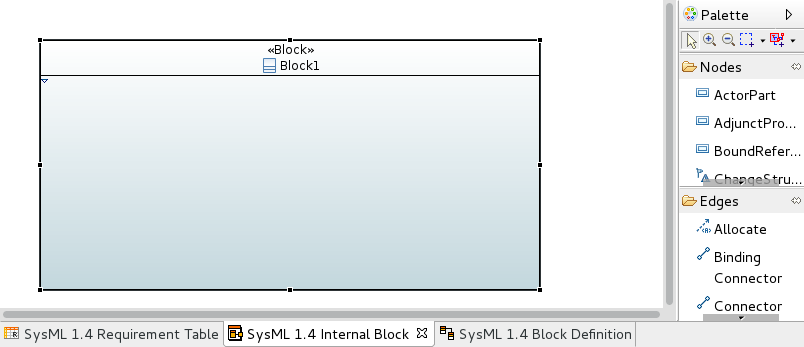 «Block»
Block1
Palette
Nodes
ActorPart
AdjunctPro...
BoundRefer...
ChangeStru...
Edges
Allocate
Binding
Connector
Connector
SysML 1.4 Requirement Table
SysML 1.4 Internal Block
SysML 1.4 Block Definition